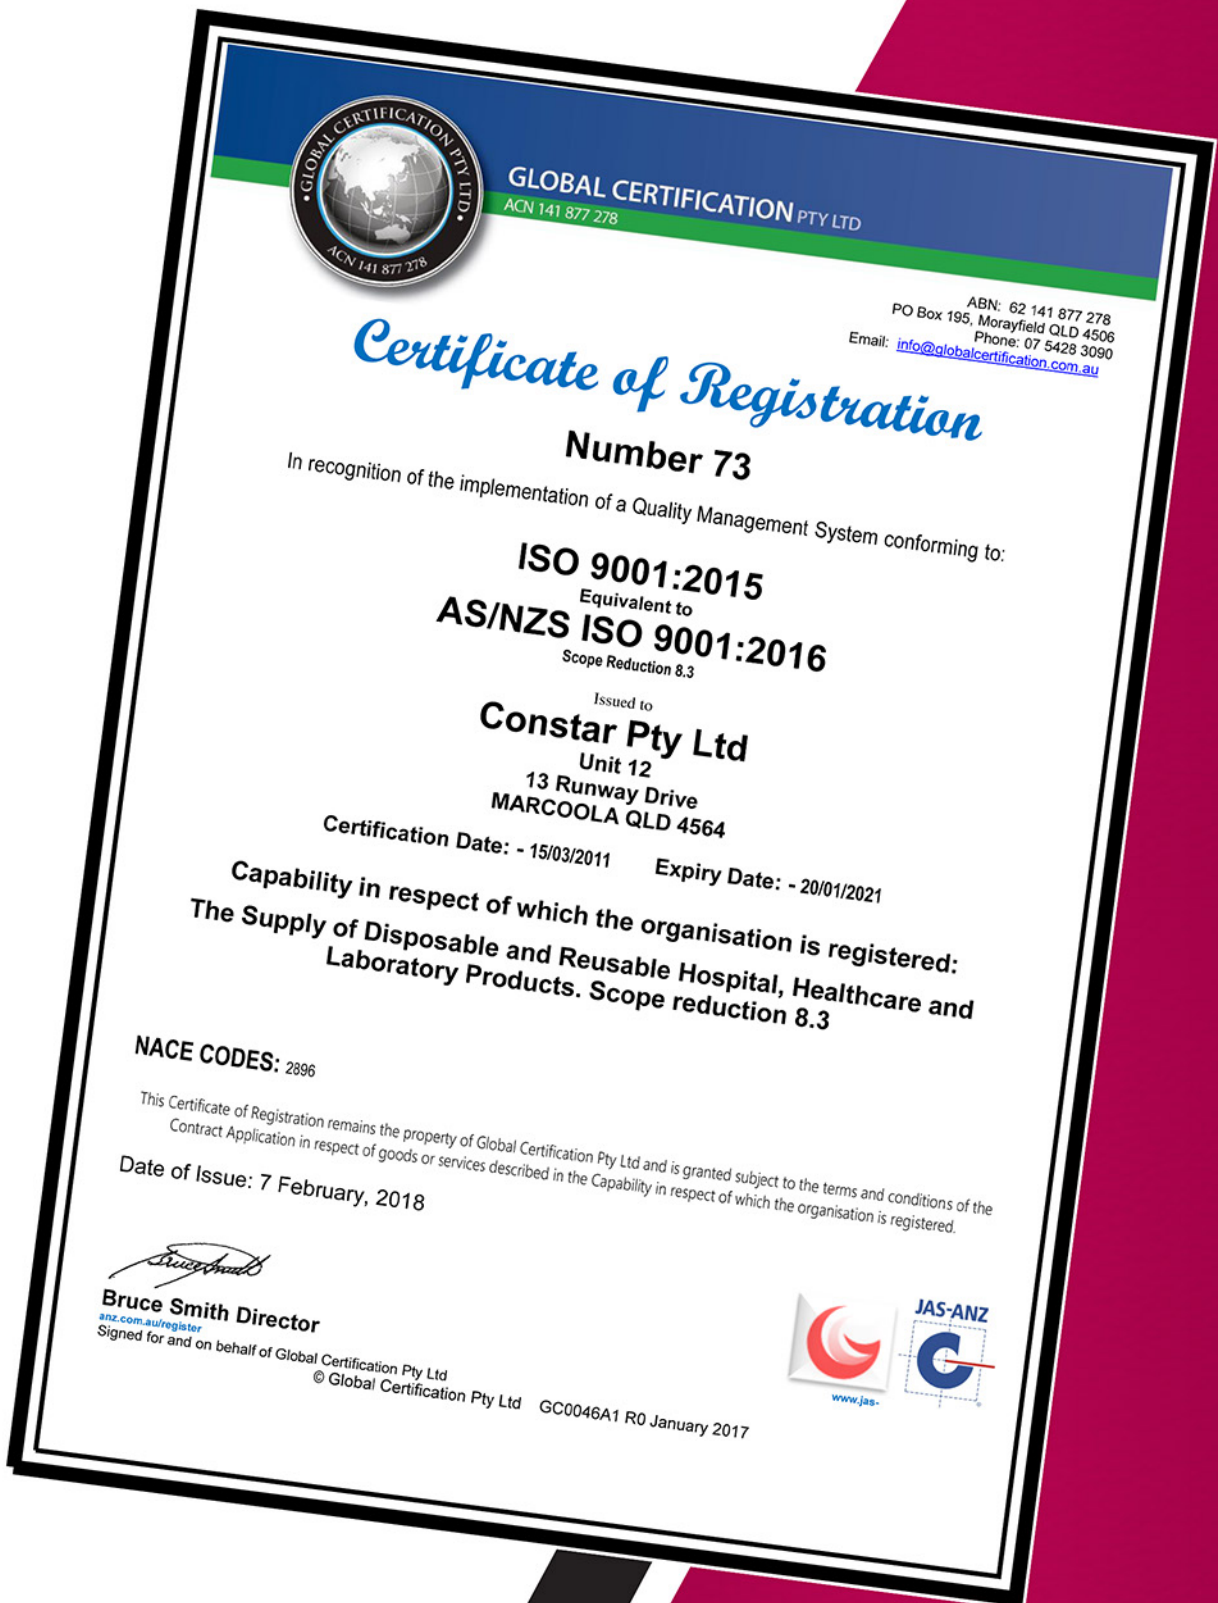 GLOBAL CERTIFICATION PTY LTD
ACN 141 877 278
GLOBAL CERTIFICATION PTY LTD
ACN 141 877 278
ABN: 62 141 877 278
PO Box 195, Morayfield QLD 4506
Phone: 07 5428 3090
Email: info@globalcertification.com.au
Certificate of Registration
Number 73
In recognition of the implementation of a Quality Management System conforming to:
ISO 9001:2015
Equivalent to
AS/NZS ISO 9001:2016
Scope Reduction 8.3
Issued to
Constar Pty Ltd
Unit 12
13 Runway Drive
MARCOOLA QLD 4564
Certification Date: - 15/03/2011 Expiry Date: - 20/01/2021
Capability in respect of which the organisation is registered:
The Supply of Disposable and Reusable Hospital, Healthcare and
Laboratory Products. Scope reduction 8.3
NACE CODES: 2896
This Certificate of Registration remains the property of Global Certification Pty Ltd and is granted subject to the terms and conditions of the
Contract Application in respect of goods or services described in the Capability in respect of which the organisation is registered.
Date of Issue: 7 February, 2018
Bruce Smith
Bruce Smith Director
anz.com.au/register
Signed for and on behalf of Global Certification Pty Ltd
© Global Certification Pty Ltd GC0046A1 R0 January 2017
JAS-ANZ
www.jas-